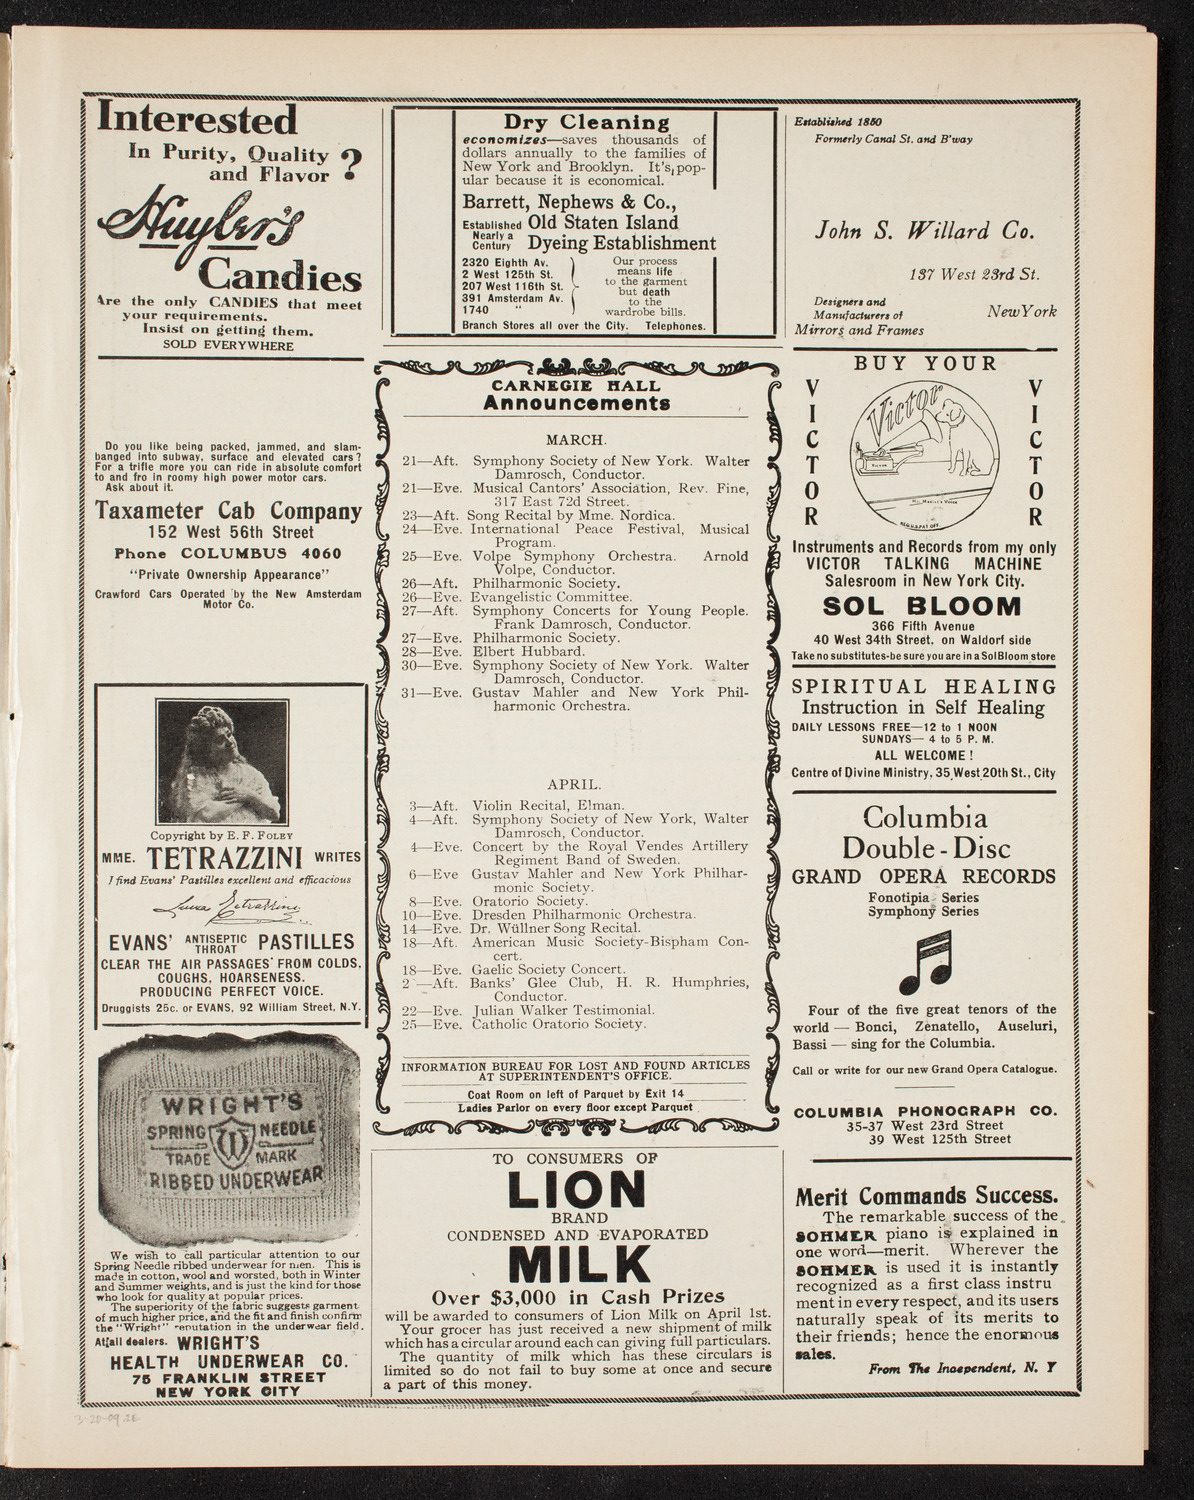 Interested
In Purity, Quality
and Flavor ?
Huyler's
Candies
Are the only CANDIES that meet
your requirements.
Insist on getting them.
SOLD EVERYWHERE
Do you like being packed, jammed, and slam-
banged into subway, surface and elevated cars?
For a trifle more you can ride in absolute comfort
to and fro in roomy high power motor cars.
Ask about it.
Taxameter Cab Company
152 West 56th Street
Phone COLUMBUS 4060
"Private Ownership Appearance"
Crawford Cars Operated by the New Amsterdam
Motor Co.
Copyright by E. F. FOLEY
MME. TETRAZZINI WRITES
I find Evans' Pastilles excellent and efficacious
Luisa Tetrazzini
EVANS' ANTISEPTIC THROAT PASTILLES
CLEAR THE AIR PASSAGES FROM COLDS,
COUGHS, HOARSENESS.
PRODUCING PERFECT VOICE.
Druggists 25c. or EVANS, 92 William Street, N.Y.
WRIGHT'S
SPRING W NEEDLE
TRADE MARK
RIBBED UNDERWEAR
We wish to call particular attention to our
Spring Needle ribbed underwear for men. This is
made in cotton, wool and worsted, both in Winter
and Summer weights, and is just the kind for those
who look for quality at popular prices.
The superiority of the fabric suggests garment
of much higher price, and the fit and finish confirm
the "Wright" reputation in the underwear field.
At all dealers. WRIGHT'S
HEALTH UNDERWEAR CO.
75 FRANKLIN STREET
NEW YORK CITY
Dry Cleaning
economizes—saves thousands of
dollars annually to the families of
New York and Brooklyn. It's pop-
ular because it is economical.
Barrett, Nephews & Co.,
Established Nearly a Century
Old Staten Island
Dyeing Establishment
2320 Eighth Av.
2 West 125th St.
207 West 116th St.
391 Amsterdam Av.
1740 "
Our process
means life
to the garment
but death
to the
wardrobe bills.
Branch Stores all over the City. Telephones.
CARNEGIE HALL
Announcements
MARCH.
21—Aft. Symphony Society of New York. Walter
Damrosch, Conductor.
21—Eve. Musical Cantors' Association, Rev. Fine,
317 East 72d Street.
23—Aft. Song Recital by Mme. Nordica.
24—Eve. International Peace Festival, Musical
Program.
25—Eve. Volpe Symphony Orchestra. Arnold
Volpe, Conductor.
26—Aft. Philharmonic Society.
26—Eve. Evangelistic Committee.
27—Aft. Symphony Concerts for Young People.
Frank Damrosch, Conductor.
27—Eve. Philharmonic Society.
28—Eve. Elbert Hubbard.
30—Eve. Symphony Society of New York. Walter
Damrosch, Conductor.
31—Eve. Gustav Mahler and New York Phil-
harmonic Orchestra.
APRIL.
3—Aft. Violin Recital, Elman.
4—Aft. Symphony Society of New York, Walter
Damrosch, Conductor.
4—Eve. Concert by the Royal Vendes Artillery
Regiment Band of Sweden.
6—Eve Gustav Mahler and New York Philhar-
monic Society.
8—Eve. Oratorio Society.
10—Eve. Dresden Philharmonic Orchestra.
14—Eve. Dr. Wüllner Song Recital.
18—Aft. American Music Society-Bispham Con-
cert.
18—Eve. Gaelic Society Concert.
2 —Aft. Banks' Glee Club, H. R. Humphries,
Conductor.
22—Eve. Julian Walker Testimonial.
25—Eve. Catholic Oratorio Society.
INFORMATION BUREAU FOR LOST AND FOUND ARTICLES
AT SUPERINTENDENT'S OFFICE.
Coat Room on left of Parquet by Exit 14
Ladies Parlor on every floor except Parquet
TO CONSUMERS OF
LION
BRAND
CONDENSED AND EVAPORATED
MILK
Over $3,000 in Cash Prizes
will be awarded to consumers of Lion Milk on April 1st.
Your grocer has just received a new shipment of milk
which has a circular around each can giving full particulars.
The quantity of milk which has these circulars is
limited so do not fail to buy some at once and secure
a part of this money.
Established 1850
Formerly Canal St. and B'way
John S. Willard Co.
137 West 23rd St.
New York
Designers and
Manufacturers of
Mirrors and Frames
BUY YOUR
VICTOR
Victor
VICTOR
HIS MASTER'S VOICE
REG. U.S. PAT. OFF.
Instruments and Records from my only
VICTOR TALKING MACHINE
Salesroom in New York City.
SOL BLOOM
366 Fifth Avenue
40 West 34th Street, on Waldorf side
Take no substitutes-be sure you are in a Sol Bloom store
SPIRITUAL HEALING
Instruction in Self Healing
DAILY LESSONS FREE—12 to 1 NOON
SUNDAYS— 4 to 5 P. M.
ALL WELCOME!
Centre of Divine Ministry, 35 West 20th St., City
Columbia
Double-Disc
GRAND OPERA RECORDS
Fonotipia Series
Symphony Series
Four of the five great tenors of the
world — Bonci, Zenatello, Auseluri,
Bassi — sing for the Columbia.
Call or write for our new Grand Opera Catalogue.
COLUMBIA PHONOGRAPH CO.
35-37 West 23rd Street
39 West 125th Street
Merit Commands Success.
The remarkable success of the
SOHMER piano is explained in
one word—merit. Wherever the
SOHMER is used it is instantly
recognized as a first class instru
ment in every respect, and its users
naturally speak of its merits to
their friends; hence the enormous
sales.
From The Independent, N. Y
3-20-09 2E